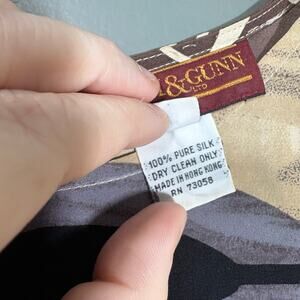 &GUNN
LTD
100% PURE SILK
DRY CLEAN ONLY
MADE IN HONG KONG
RN 73058